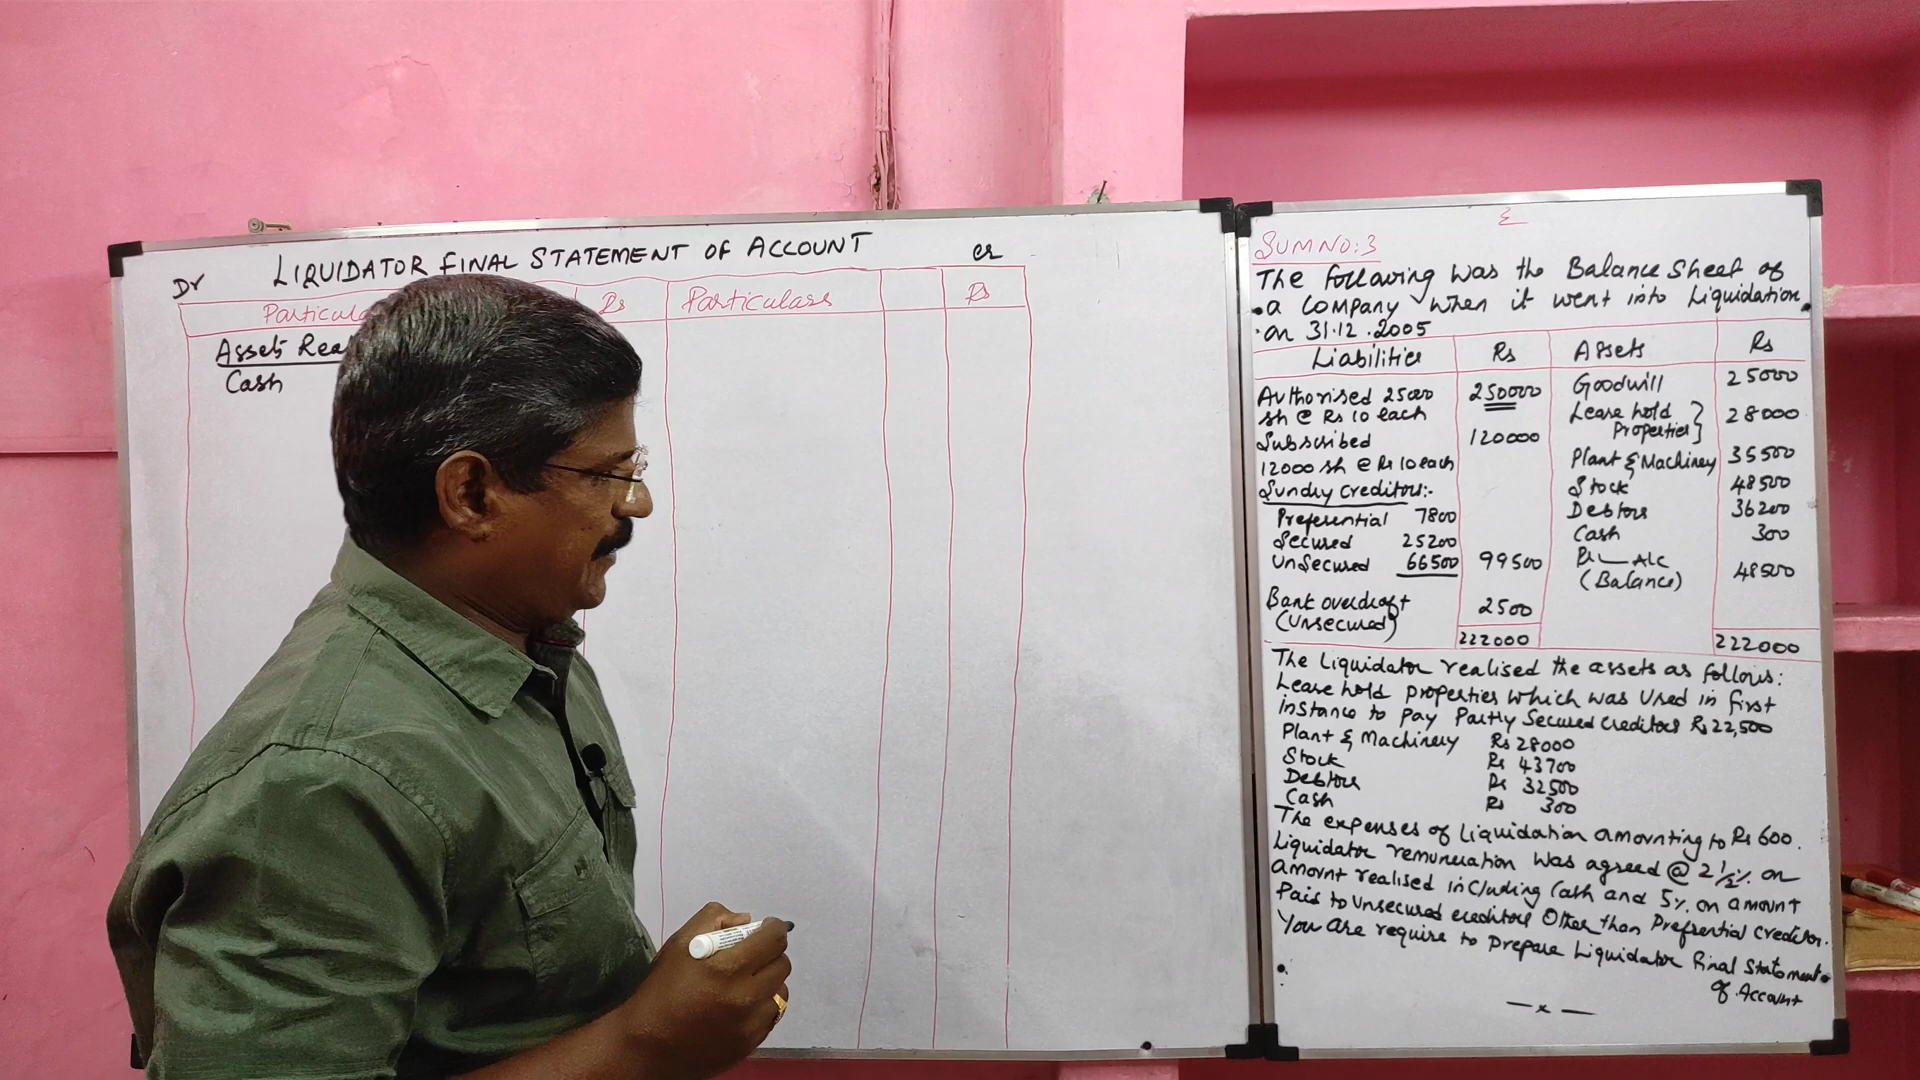 LIQUIDATOR FINAL STATEMENT OF ACCOUNT
Dr
cr
Rs Particulars Rs
Assets
Cash
SUM NO: 3
The following was the Balance Sheet of
a Company when it went into Liquidation
on 31.12.2005
Liabilities Rs Assets Rs
Authorised 25000 250000 Goodwill 25000
sh @ Rs 10 each Lease hold Properties } 28000
Subscribed 120000
12000 sh @ Rs 10 each Plant & Machinery 35500
Sundry Creditors:- Stock 48500
Preferential 7800 Debtors 36200
Secured 25200 Cash 300
Unsecured 66500 99500 P&L A/c (Balance) 48500
Bank overdraft 2500
(Unsecured)
222000 222000
The Liquidator realised the assets as follows:
Lease hold properties which was used in first
instance to pay Partly Secured creditors Rs 22,500
Plant & Machinery Rs 28000
Stock Rs 43700
Debtors Rs 32500
Cash Rs 300
The expenses of Liquidation amounting to Rs 600.
Liquidator remuneration was agreed @ 2 1/2 % on
amount realised including Cash and 5% on amount
Paid to unsecured creditors Other than Prefrential Creditor.
You are require to prepare Liquidator Final Statement
of Account
—x—